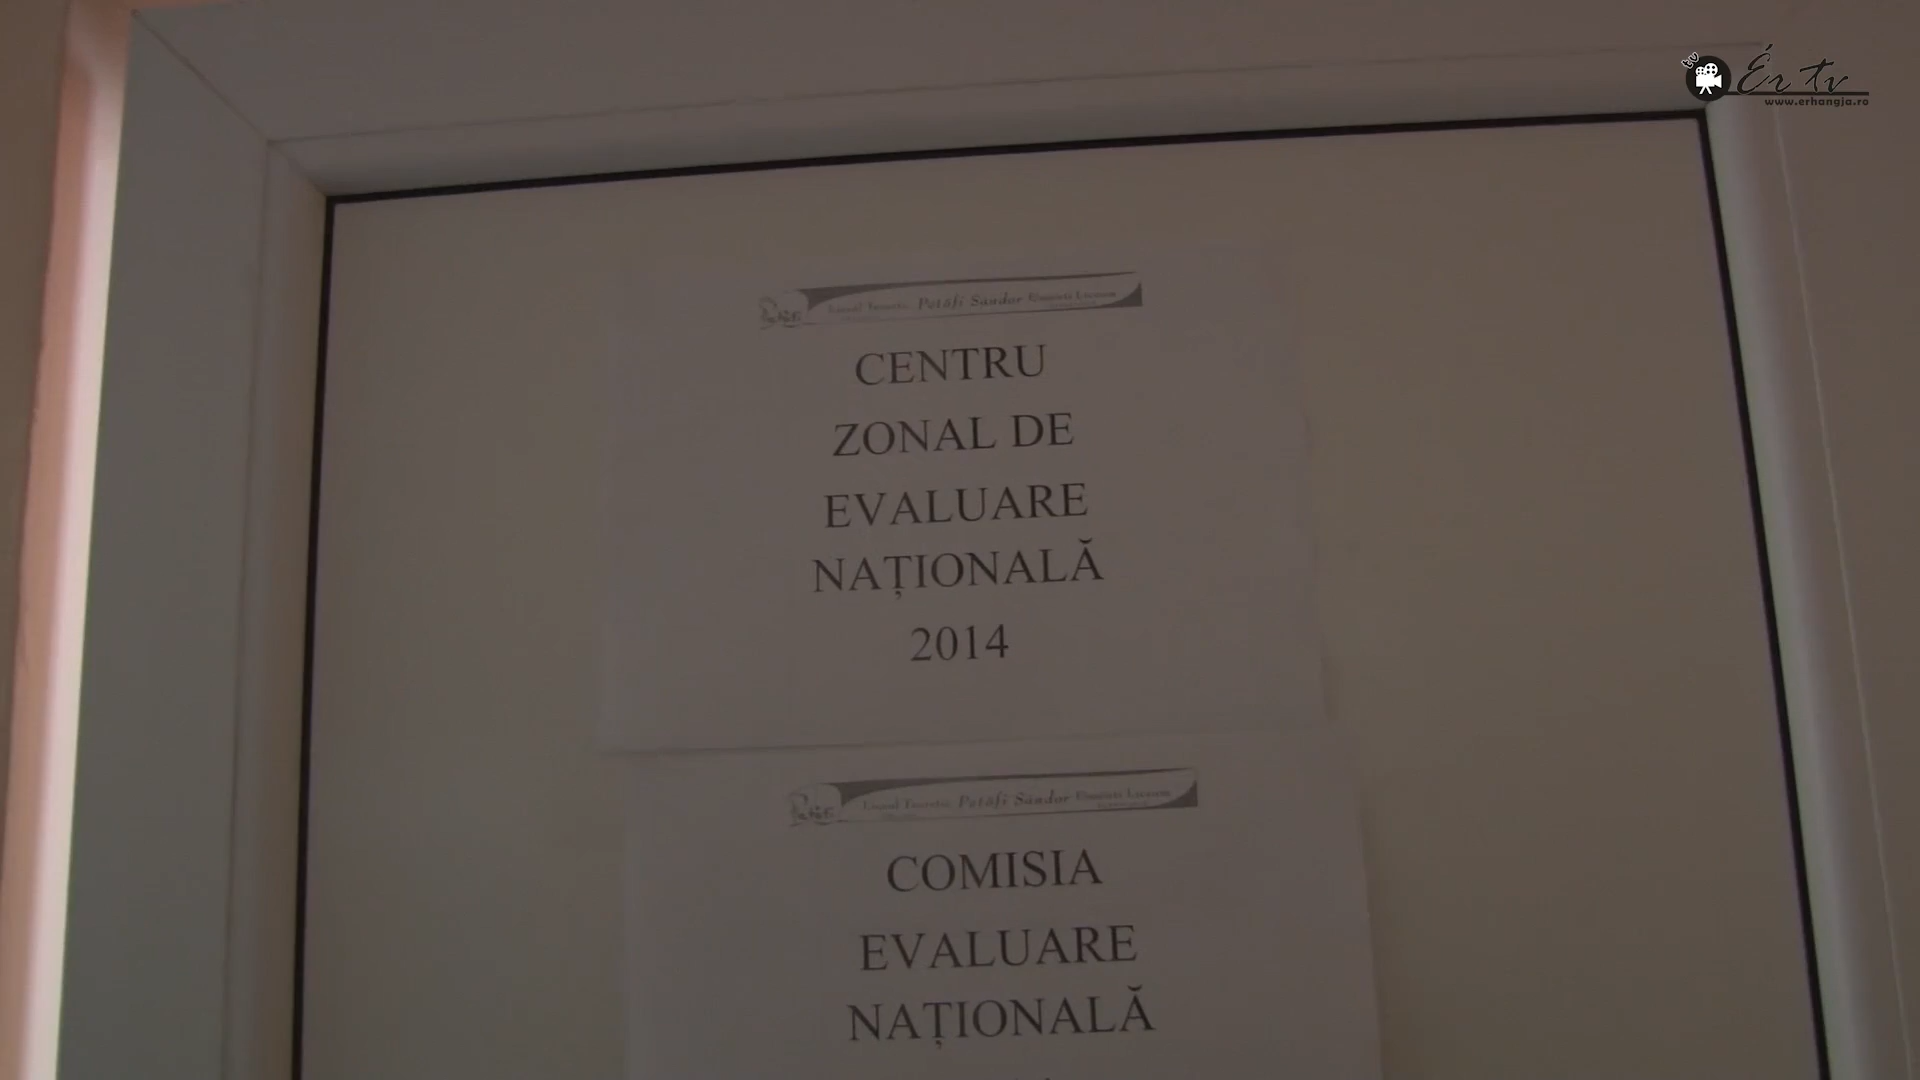 Ér tv
www.erhangja.ro
Petőfi Sándor
CENTRU
ZONAL DE
EVALUARE
NAȚIONALĂ
2014
Petőfi Sándor
COMISIA
EVALUARE
NAȚIONALĂ